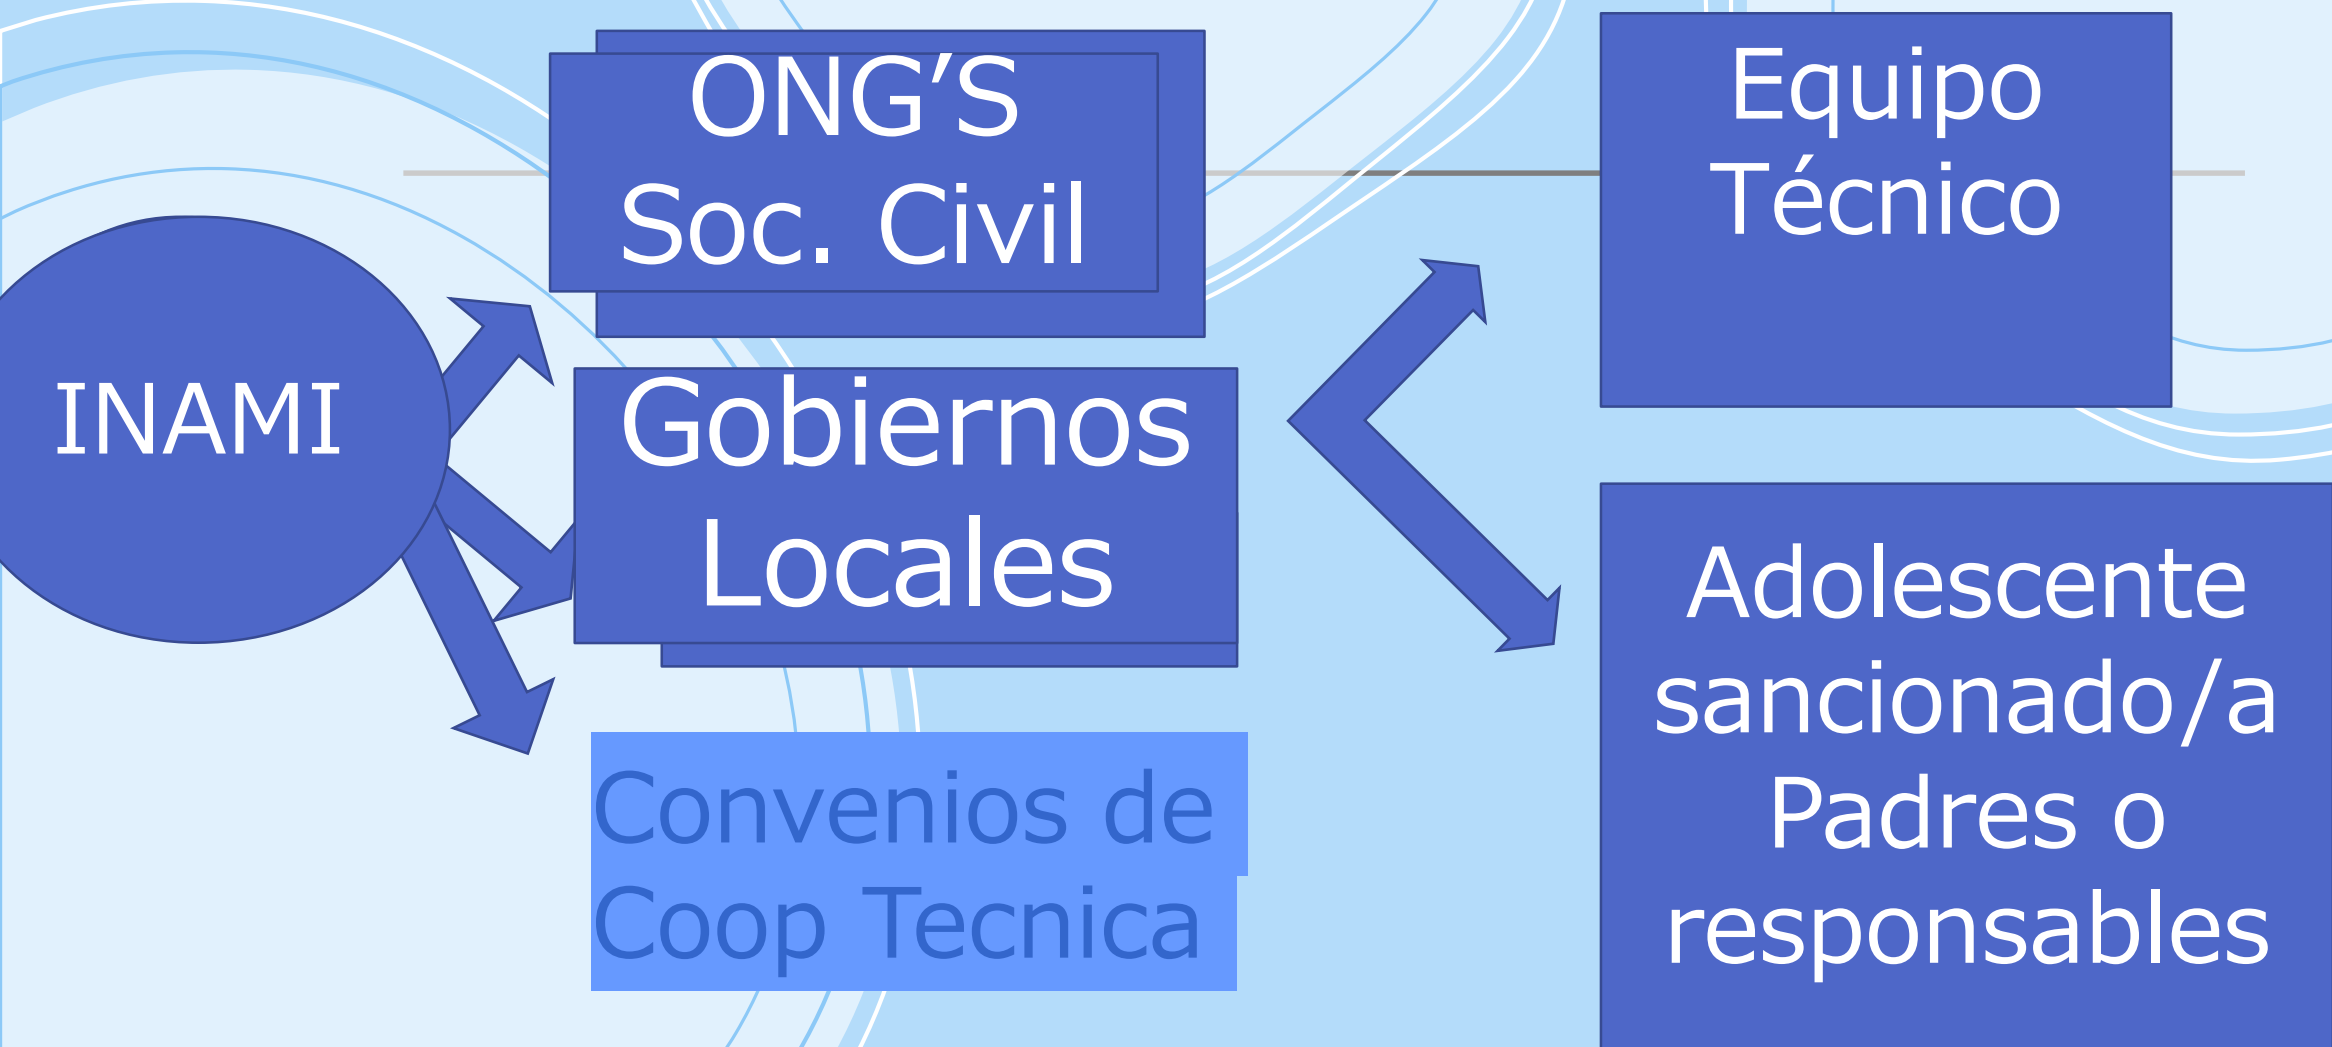 INAMI
ONG’S
Soc. Civil
Gobiernos
Locales
Convenios de
Coop Tecnica
Equipo
Técnico
Adolescente
sancionado/a
Padres o
responsables